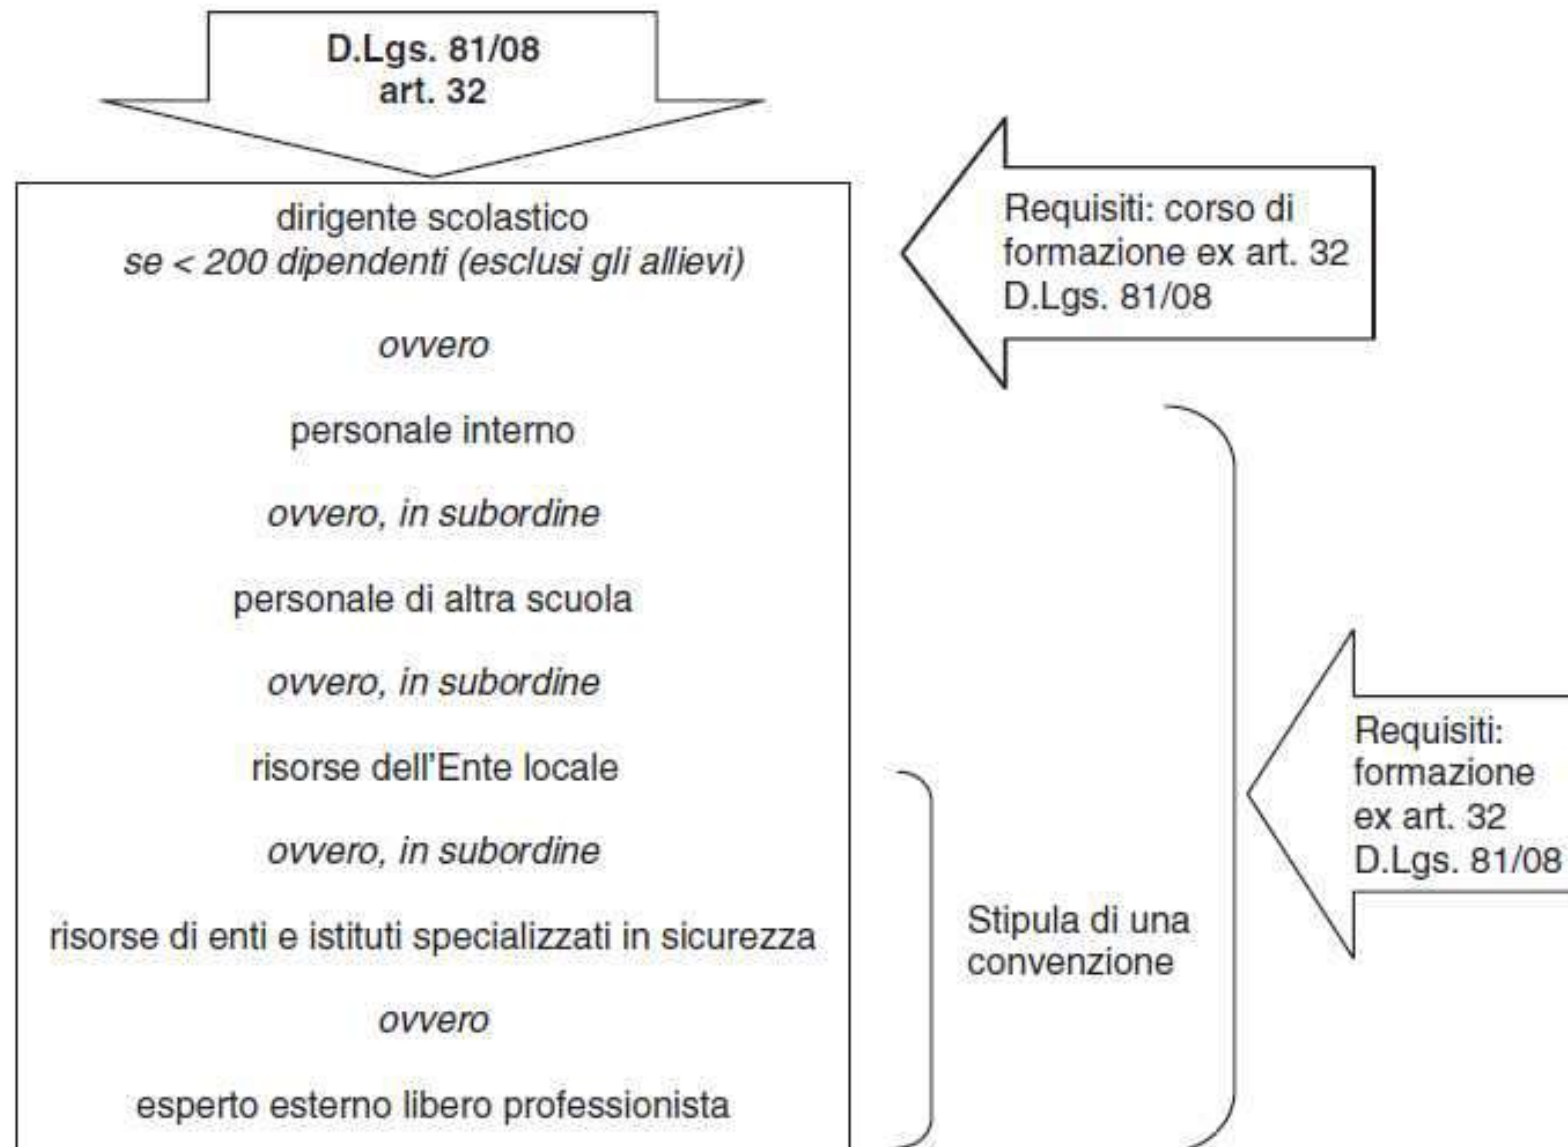 D.Lgs. 81/08
art. 32
dirigente scolastico
se < 200 dipendenti (esclusi gli allievi)
ovvero
personale interno
ovvero, in subordine
personale di altra scuola
ovvero, in subordine
risorse dell'Ente locale
ovvero, in subordine
risorse di enti e istituti specializzati in sicurezza
ovvero
esperto esterno libero professionista
Requisiti: corso di
formazione ex art. 32
D.Lgs. 81/08
Stipula di una
convenzione
Requisiti:
formazione
ex art. 32
D.Lgs. 81/08